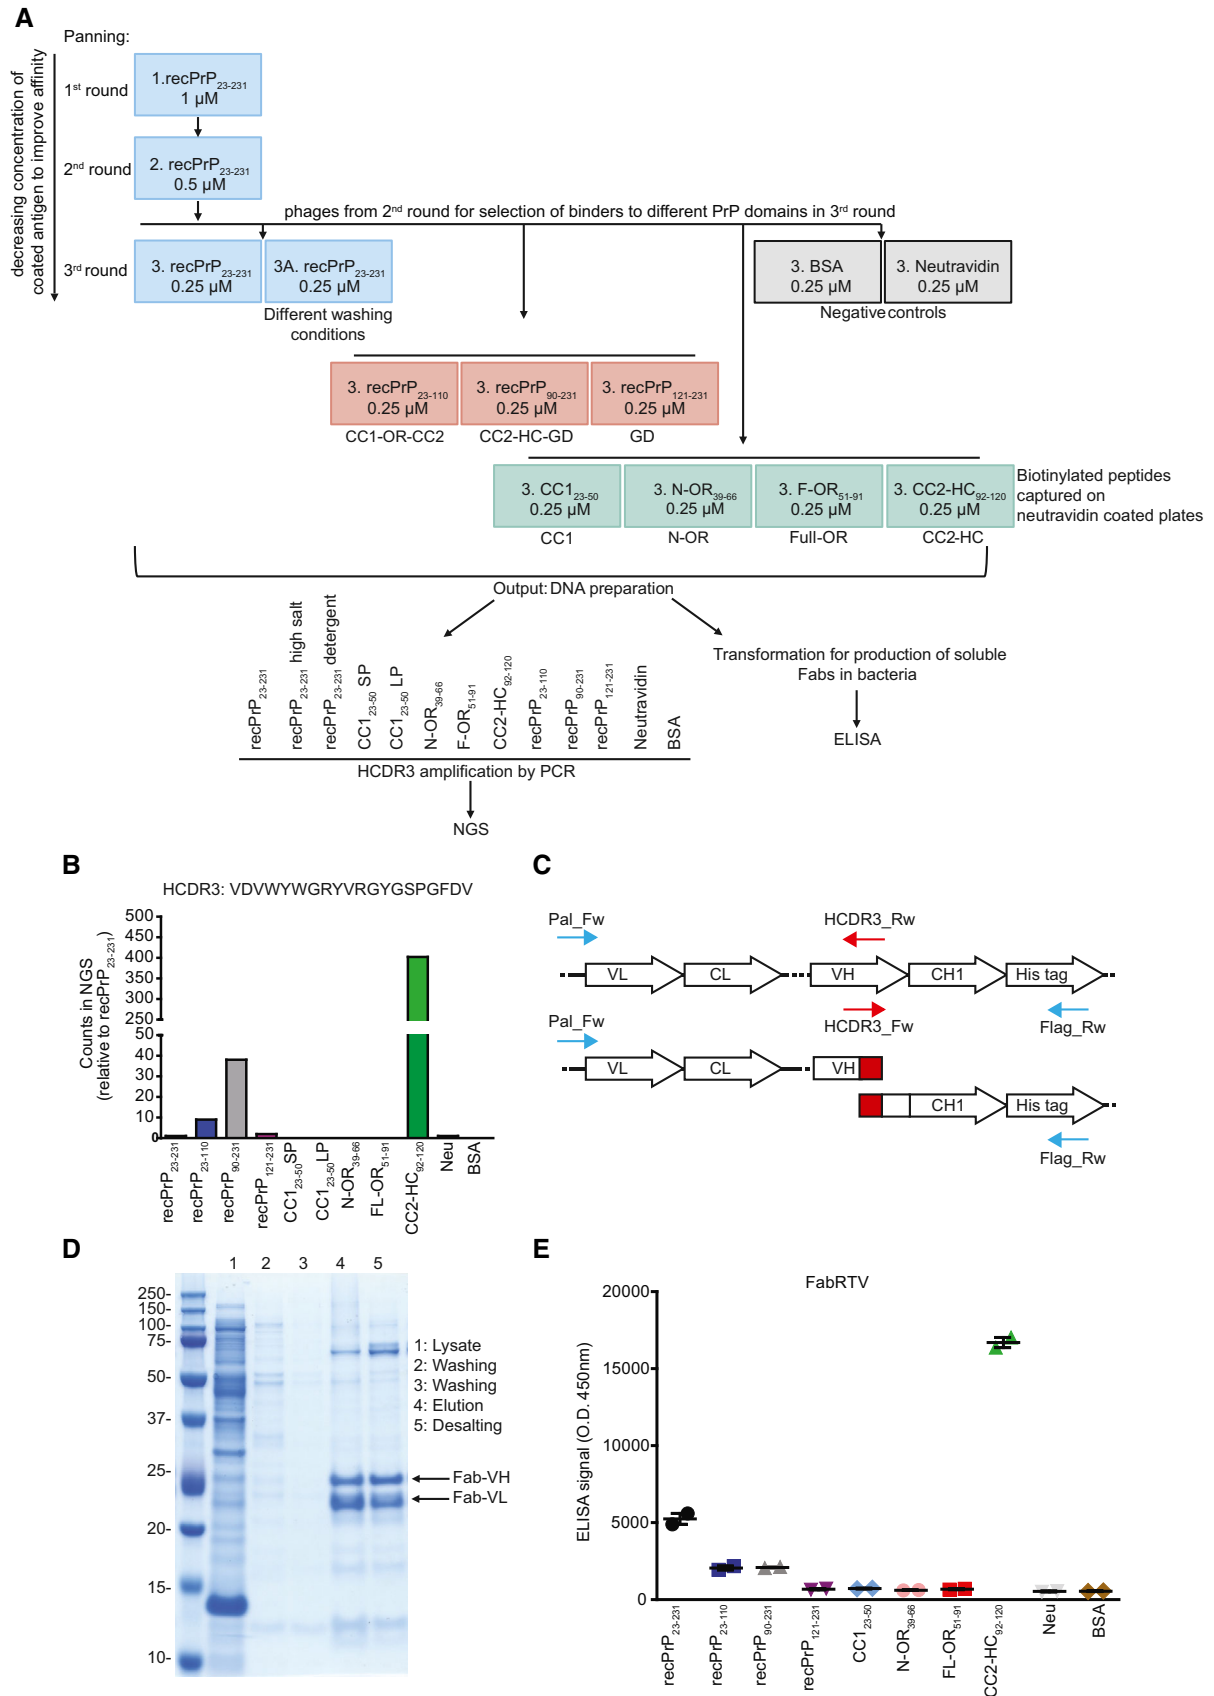 A
Panning:
decreasing concentration of
coated antigen to improve affinity
1st round
1.recPrP23-231
1 µM
2nd round
2. recPrP23-231
0.5 µM
phages from 2nd round for selection of binders to different PrP domains in 3rd round
3rd round
3. recPrP23-231
0.25 µM
3A. recPrP23-231
0.25 µM
3. BSA
0.25 µM
3. Neutravidin
0.25 µM
Different washing
conditions
Negative controls
3. recPrP23-110
0.25 µM
3. recPrP90-231
0.25 µM
3. recPrP121-231
0.25 µM
CC1-OR-CC2
CC2-HC-GD
GD
3. CC123-50
0.25 µM
3. N-OR39-66
0.25 µM
3. F-OR51-91
0.25 µM
3. CC2-HC92-120
0.25 µM
Biotinylated peptides
captured on
neutravidin coated plates
CC1
N-OR
Full-OR
CC2-HC
Output: DNA preparation
recPrP23-231
recPrP23-231 high salt
recPrP23-231 detergent
CC123-50 SP
CC123-50 LP
N-OR39-66
F-OR51-91
CC2-HC92-120
recPrP23-110
recPrP90-231
recPrP121-231
Neutravidin
BSA
Transformation for production of soluble
Fabs in bacteria
ELISA
HCDR3 amplification by PCR
NGS
B
HCDR3: VDVWYWGRYVRGYGSPGFDV
Counts in NGS
(relative to recPrP23-231)
500
450
400
350
300
250
50
40
30
20
10
0
recPrP23-231
recPrP23-110
recPrP90-231
recPrP121-231
CC123-50SP
CC123-50LP
N-OR39-66
FL-OR51-91
CC2-HC92-120
Neu
BSA
C
Pal_Fw
HCDR3_Rw
VL
CL
VH
CH1
His tag
Pal_Fw
HCDR3_Fw
Flag_Rw
VL
CL
VH
CH1
His tag
Flag_Rw
D
1 2 3 4 5
250-
150-
100-
75-
50-
37-
25-
20-
15-
10-
1: Lysate
2: Washing
3: Washing
4: Elution
5: Desalting
Fab-VH
Fab-VL
E
FabRTV
ELISA signal (O.D. 450nm)
20000
15000
10000
5000
0
recPrP23-231
recPrP23-110
recPrP90-231
recPrP121-231
CC123-50
N-OR39-66
FL-OR51-91
CC2-HC92-120
Neu
BSA